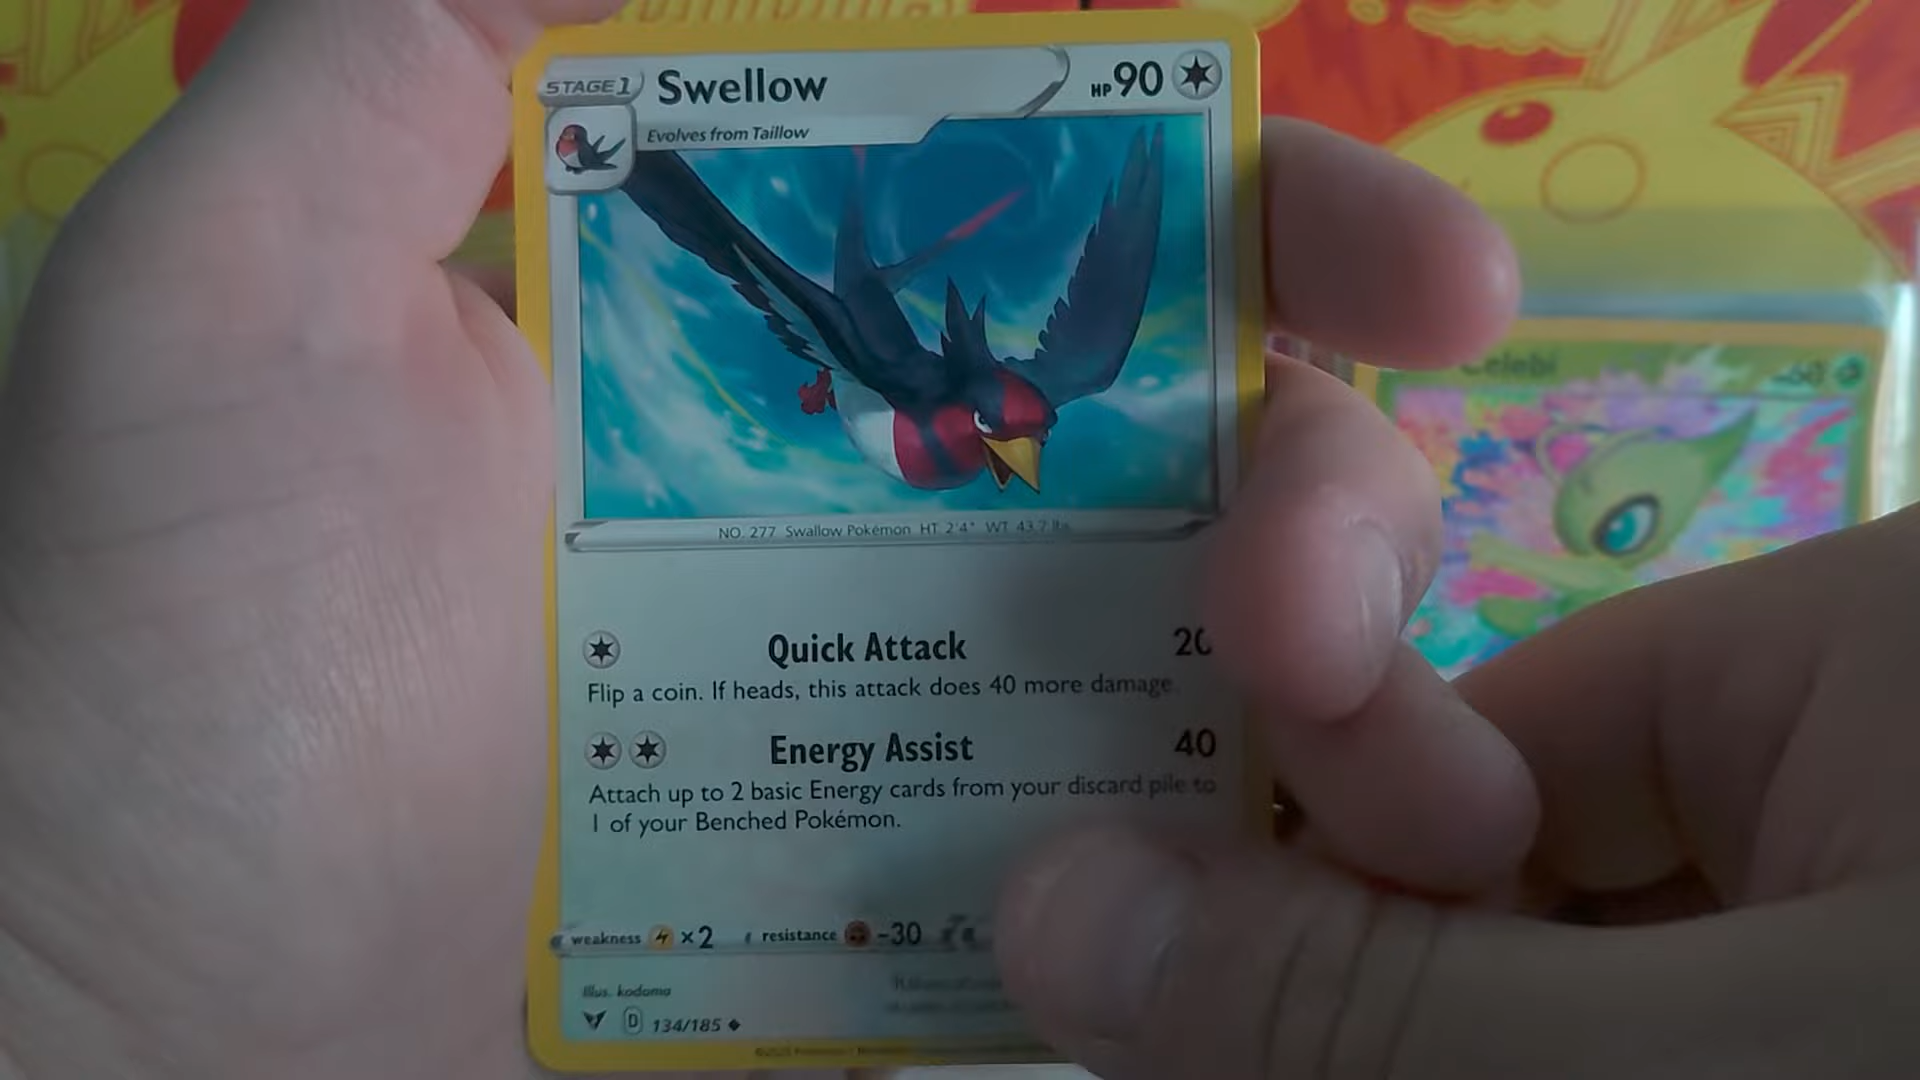 STAGE 1 Swellow HP 90
Evolves from Taillow
NO. 277 Swallow Pokémon HT 2'4" WT 43.7 lbs
Quick Attack 20
Flip a coin. If heads, this attack does 40 more damage.
Energy Assist 40
Attach up to 2 basic Energy cards from your discard pile to
1 of your Benched Pokémon.
weakness ×2 resistance -30
Illus. kodama
D 134/185
Celebi 60